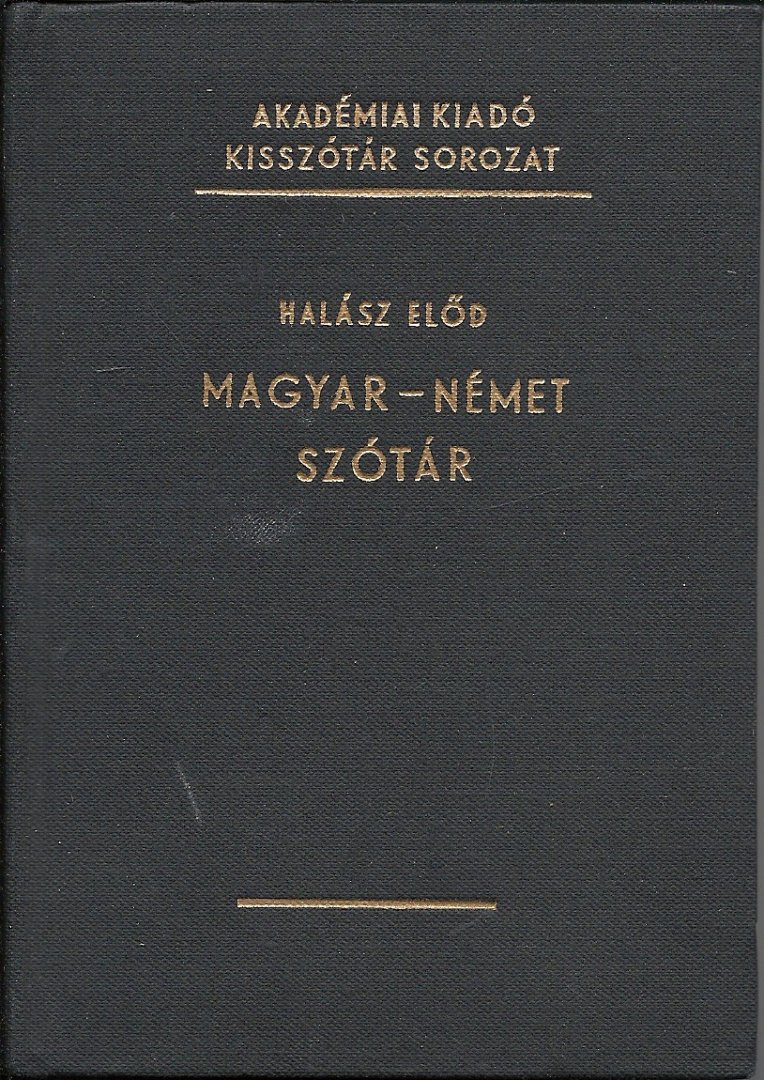 AKADÉMIAI KIADÓ
KISSZÓTÁR SOROZAT
HALÁSZ ELŐD
MAGYAR–NÉMET
SZÓTÁR